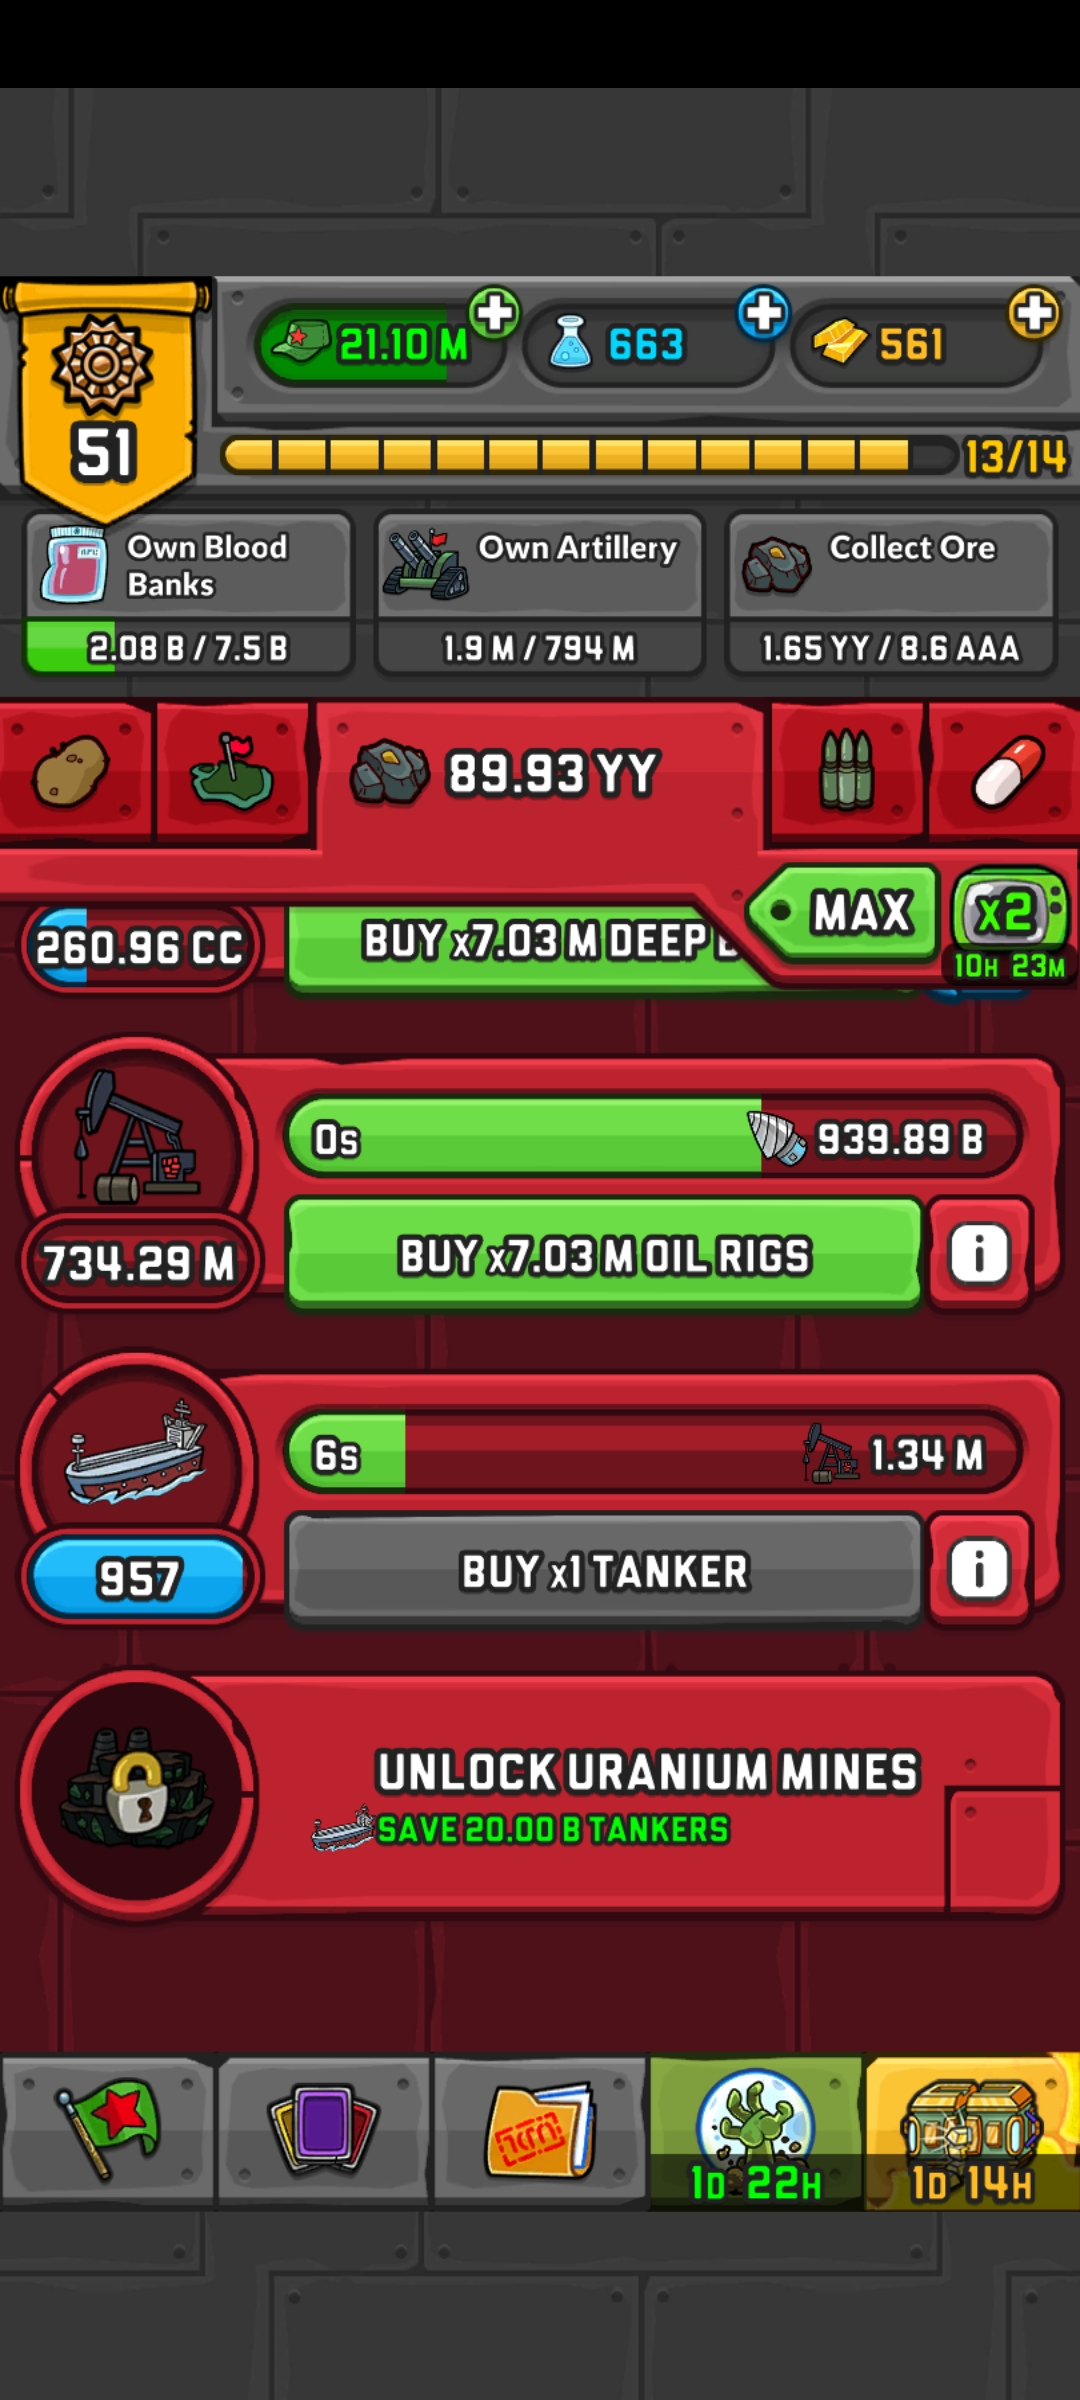 21.10 M
663
561
51
13/14
Own Blood
Banks
2.08 B / 7.5 B
Own Artillery
1.9 M / 794 M
Collect Ore
1.65 YY / 8.6 AAA
89.93 YY
MAX
x2
10H 23M
260.96 CC
BUY x7.03 M DEEP
0s
939.89 B
734.29 M
BUY x7.03 M OIL RIGS
i
6s
1.34 M
957
BUY x1 TANKER
i
UNLOCK URANIUM MINES
SAVE 20.00 B TANKERS
1D 22H
1D 14H